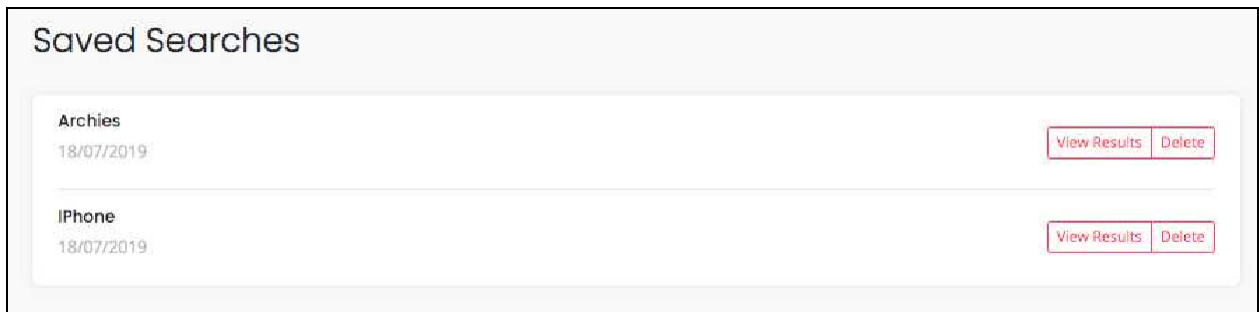 Saved Searches
Archies
18/07/2019
View Results Delete
IPhone
18/07/2019
View Results Delete